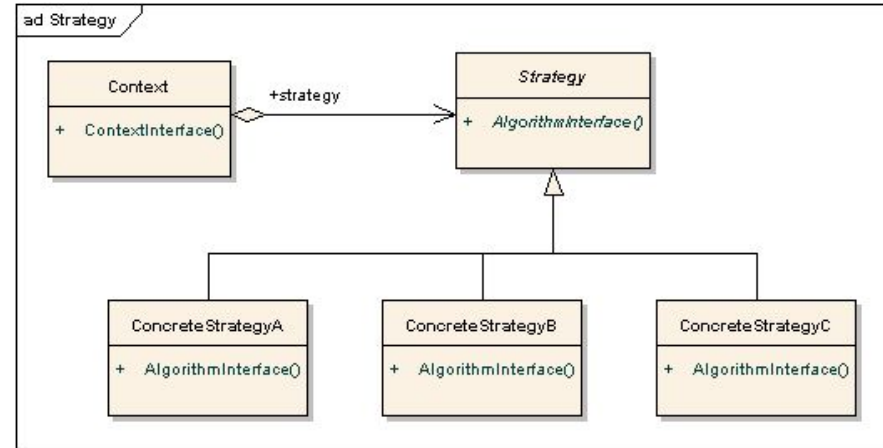 ad Strategy
Context
+ ContextInterface()
+strategy
Strategy
+ AlgorithmInterface()
ConcreteStrategyA
+ AlgorithmInterface()
ConcreteStrategyB
+ AlgorithmInterface()
ConcreteStrategyC
+ AlgorithmInterface()